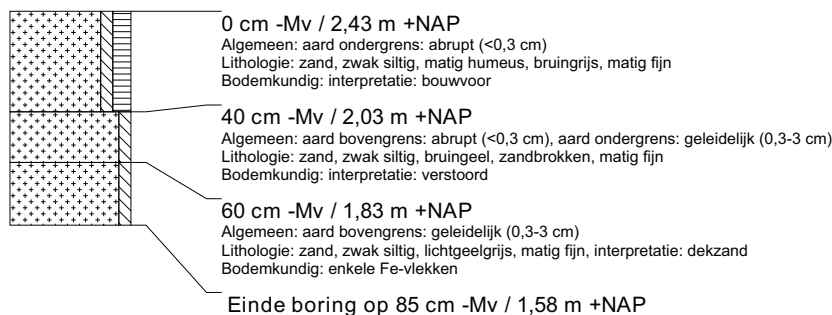 0 cm -Mv / 2,43 m +NAP
Algemeen: aard ondergrens: abrupt (<0,3 cm)
Lithologie: zand, zwak siltig, matig humeus, bruingrijs, matig fijn
Bodemkundig: interpretatie: bouwvoor
40 cm -Mv / 2,03 m +NAP
Algemeen: aard bovengrens: abrupt (<0,3 cm), aard ondergrens: geleidelijk (0,3-3 cm)
Lithologie: zand, zwak siltig, bruingeel, zandbrokken, matig fijn
Bodemkundig: interpretatie: verstoord
60 cm -Mv / 1,83 m +NAP
Algemeen: aard bovengrens: geleidelijk (0,3-3 cm)
Lithologie: zand, zwak siltig, lichtgeelgrijs, matig fijn, interpretatie: dekzand
Bodemkundig: enkele Fe-vlekken
Einde boring op 85 cm -Mv / 1,58 m +NAP